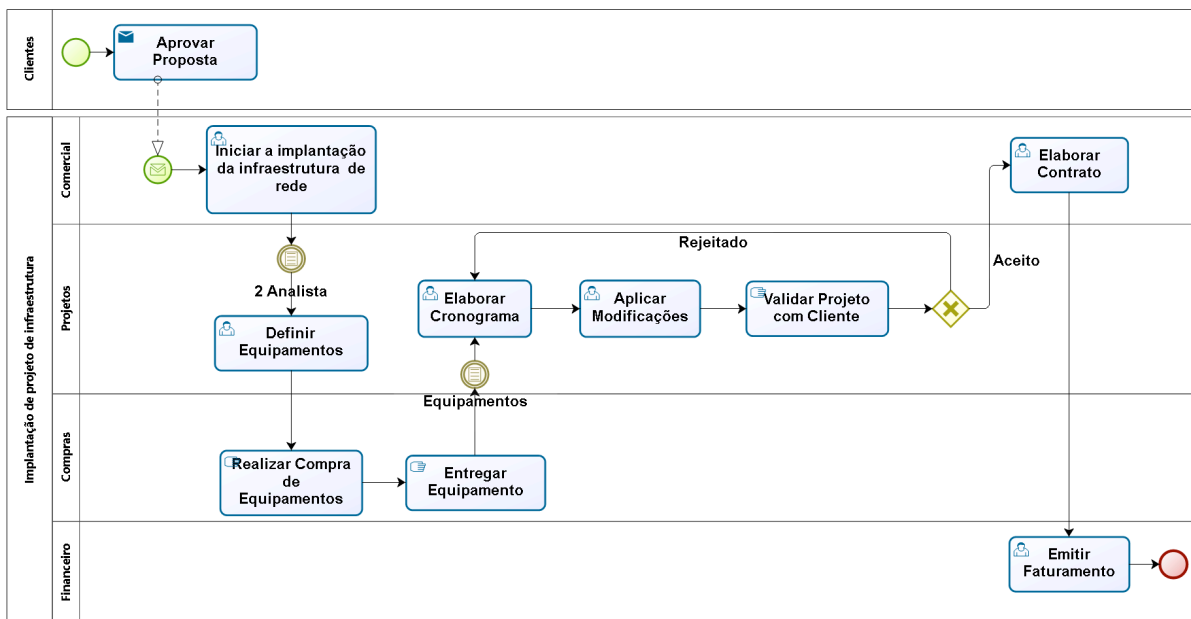 Clientes
Aprovar
Proposta
Implantação de projeto de infraestrutura
Comercial
Iniciar a implantação
da infraestrutura de
rede
Elaborar
Contrato
Projetos
Rejeitado
Aceito
2 Analista
Definir
Equipamentos
Elaborar
Cronograma
Aplicar
Modificações
Validar Projeto
com Cliente
Equipamentos
Compras
Realizar Compra
de
Equipamentos
Entregar
Equipamento
Financeiro
Emitir
Faturamento